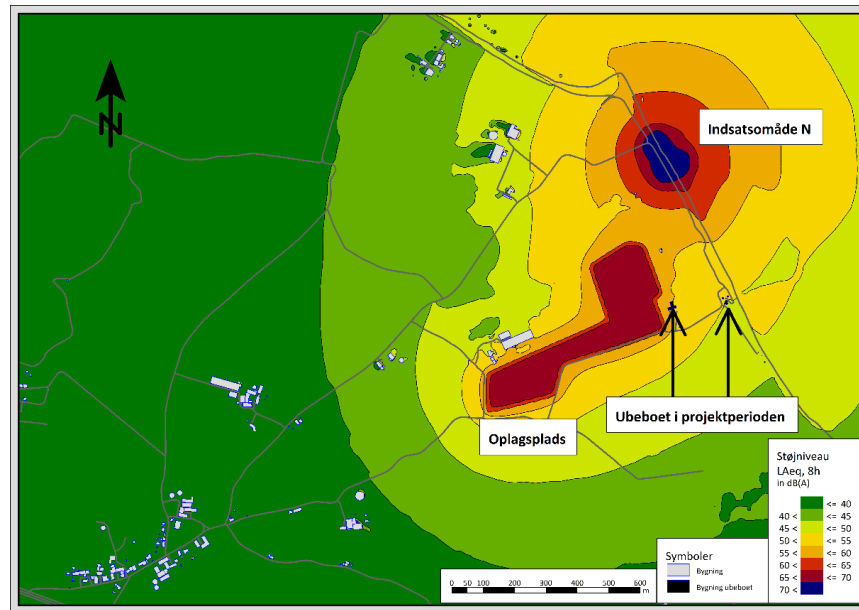 N
Indsatsområde N
Ubeboet i projektperioden
Oplagsplads
Støjniveau
LAeq, 8h
in dB(A)
<= 40
40 < <= 45
45 < <= 50
50 < <= 55
55 < <= 60
60 < <= 65
65 < <= 70
70 <
Symboler
Bygning
Bygning ubeboet
0 50 100 200 300 400 500 600
m